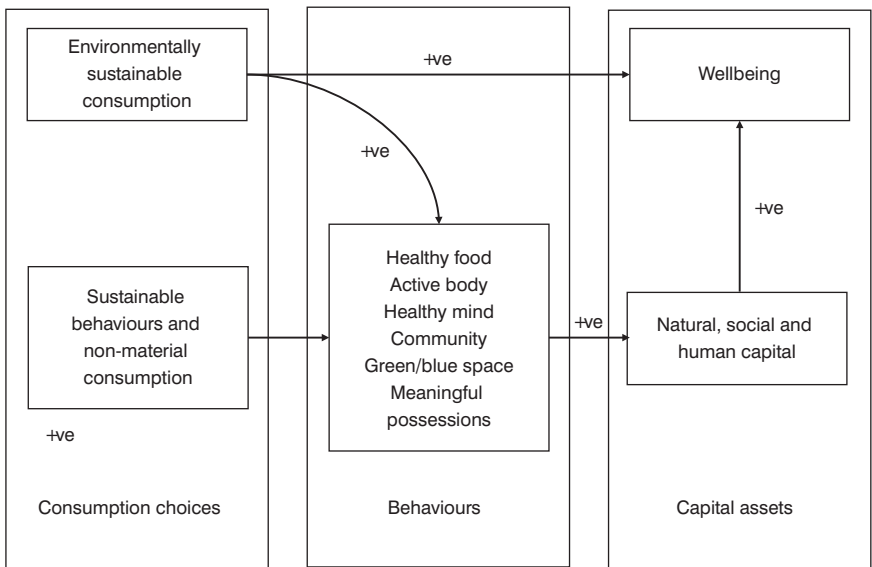 Environmentally
sustainable
consumption
+ve
Wellbeing
+ve
+ve
Healthy food
Active body
Healthy mind
Community
Green/blue space
Meaningful
possessions
Sustainable
behaviours and
non-material
consumption
+ve
Natural, social and
human capital
+ve
Consumption choices
Behaviours
Capital assets